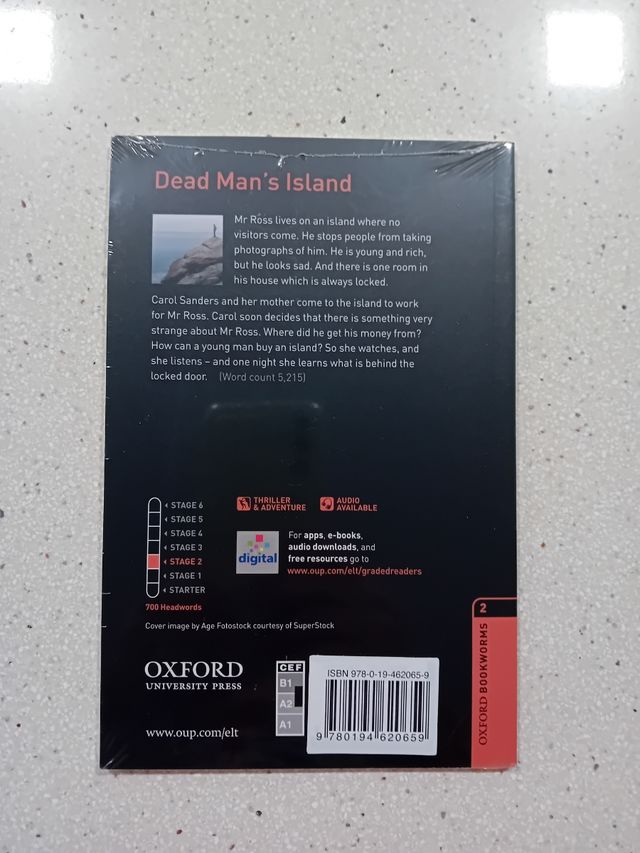 Dead Man's Island
Mr Ross lives on an island where no
visitors come. He stops people from taking
photographs of him. He is young and rich,
but he looks sad. And there is one room in
his house which is always locked.
Carol Sanders and her mother come to the island to work
for Mr Ross. Carol soon decides that there is something very
strange about Mr Ross. Where did he get his money from?
How can a young man buy an island? So she watches, and
she listens – and one night she learns what is behind the
locked door. (Word count 5,215)
STAGE 6
STAGE 5
STAGE 4
STAGE 3
STAGE 2
STAGE 1
STARTER
700 Headwords
THRILLER
& ADVENTURE
AUDIO
AVAILABLE
digital
For apps, e-books,
audio downloads, and
free resources go to
www.oup.com/elt/gradedreaders
Cover image by Age Fotostock courtesy of SuperStock
2
OXFORD BOOKWORMS
OXFORD
UNIVERSITY PRESS
www.oup.com/elt
CEF
B1
A2
A1
ISBN 978-0-19-462065-9
9 780194 620659